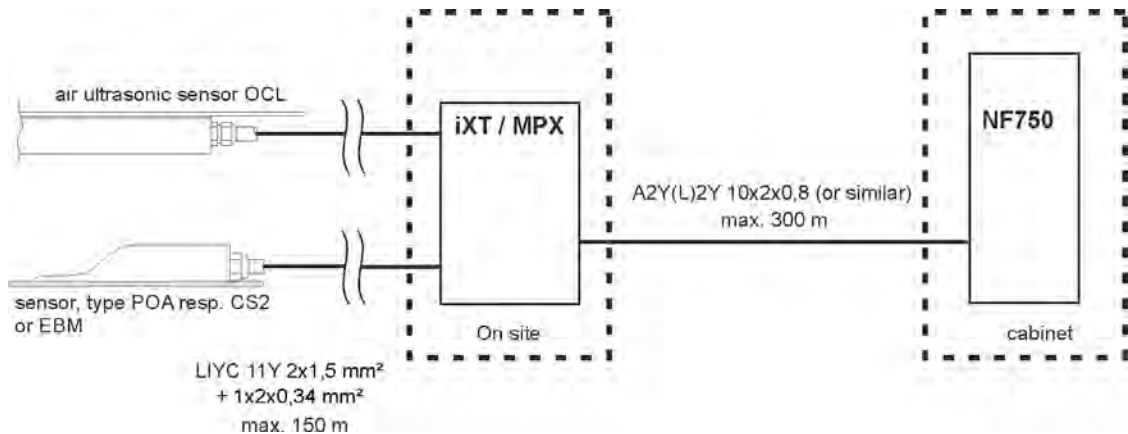 air ultrasonic sensor OCL
iXT / MPX
NF750
A2Y(L)2Y 10x2x0,8 (or similar)
max. 300 m
sensor, type POA resp. CS2
or EBM
On site
cabinet
LIYC 11Y 2x1,5 mm²
+ 1x2x0,34 mm²
max. 150 m